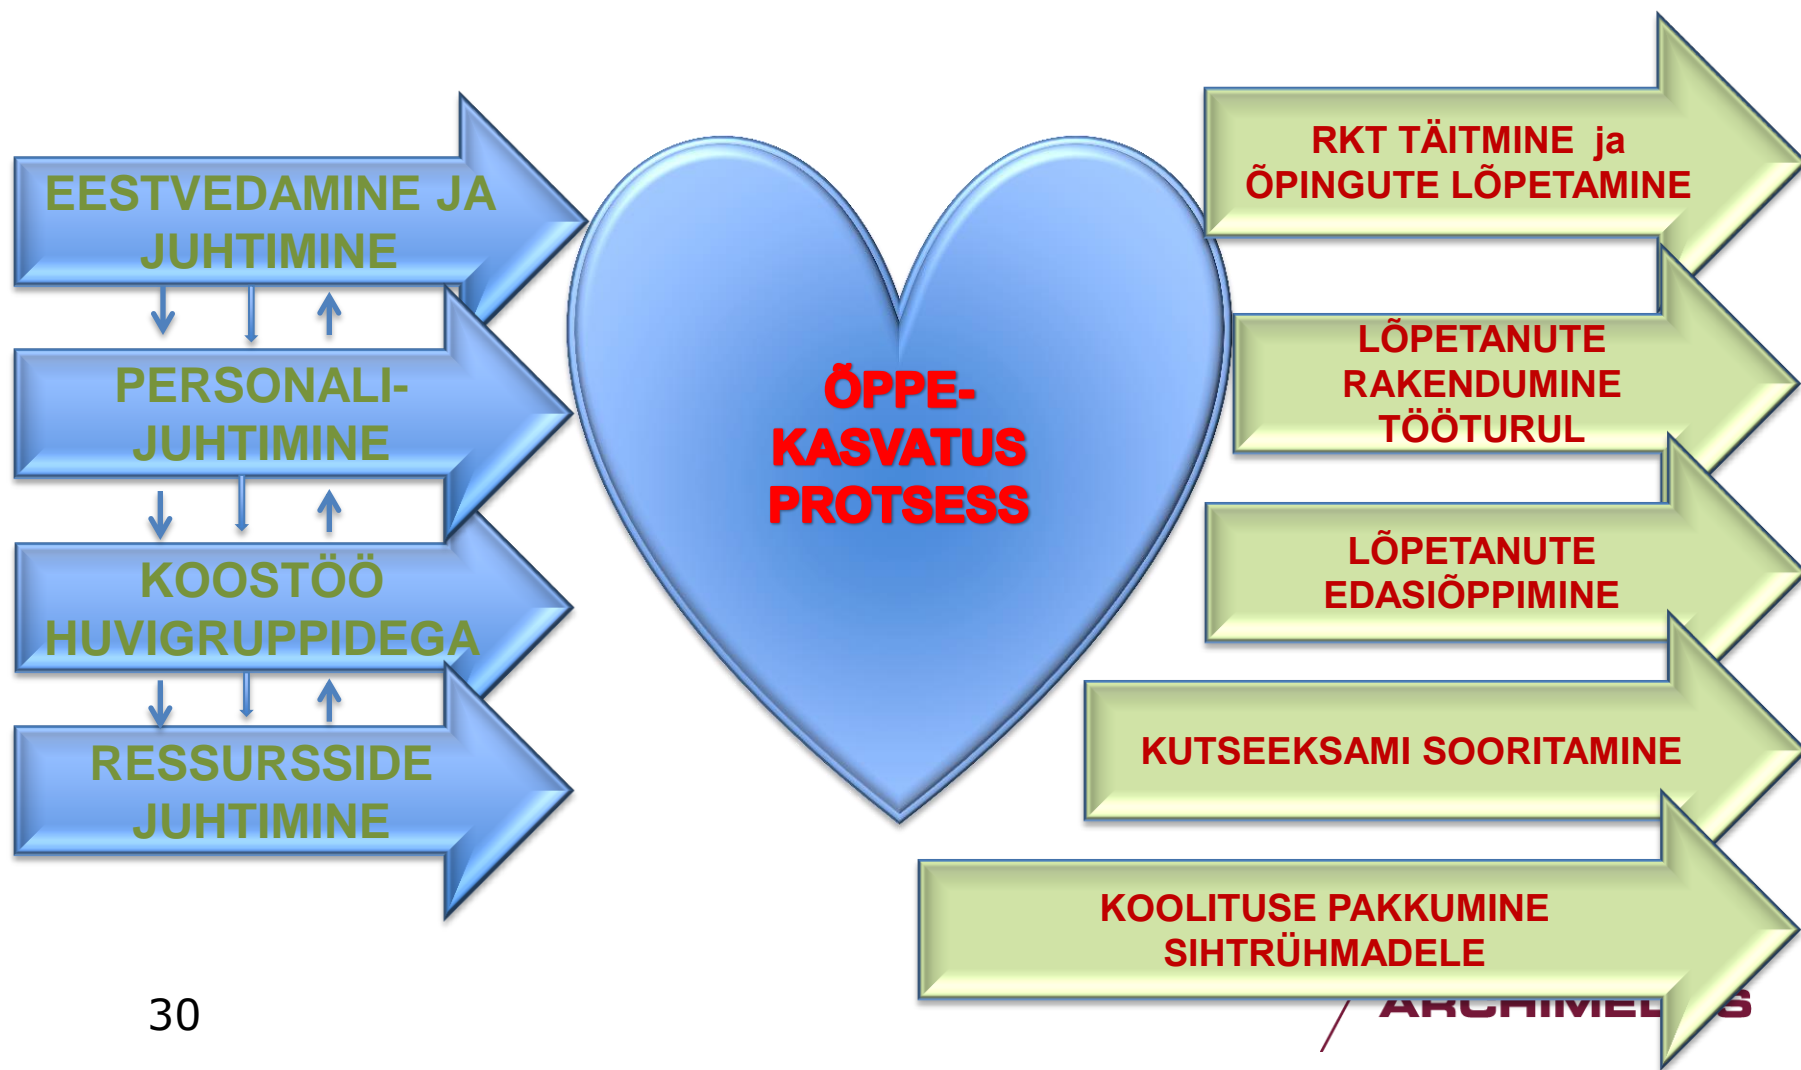 EESTVEDAMINE JA
JUHTIMINE
PERSONALI-
JUHTIMINE
KOOSTÖÖ
HUVIGRUPPIDEGA
RESSURSSIDE
JUHTIMINE
ÕPPE-
KASVATUS
PROTSESS
RKT TÄITMINE ja
ÕPINGUTE LÕPETAMINE
LÕPETANUTE
RAKENDUMINE
TÖÖTURUL
LÕPETANUTE
EDASIÕPPIMINE
KUTSEEKSAMI SOORITAMINE
KOOLITUSE PAKKUMINE
SIHTRÜHMADELE
30
ARCHIMEDES